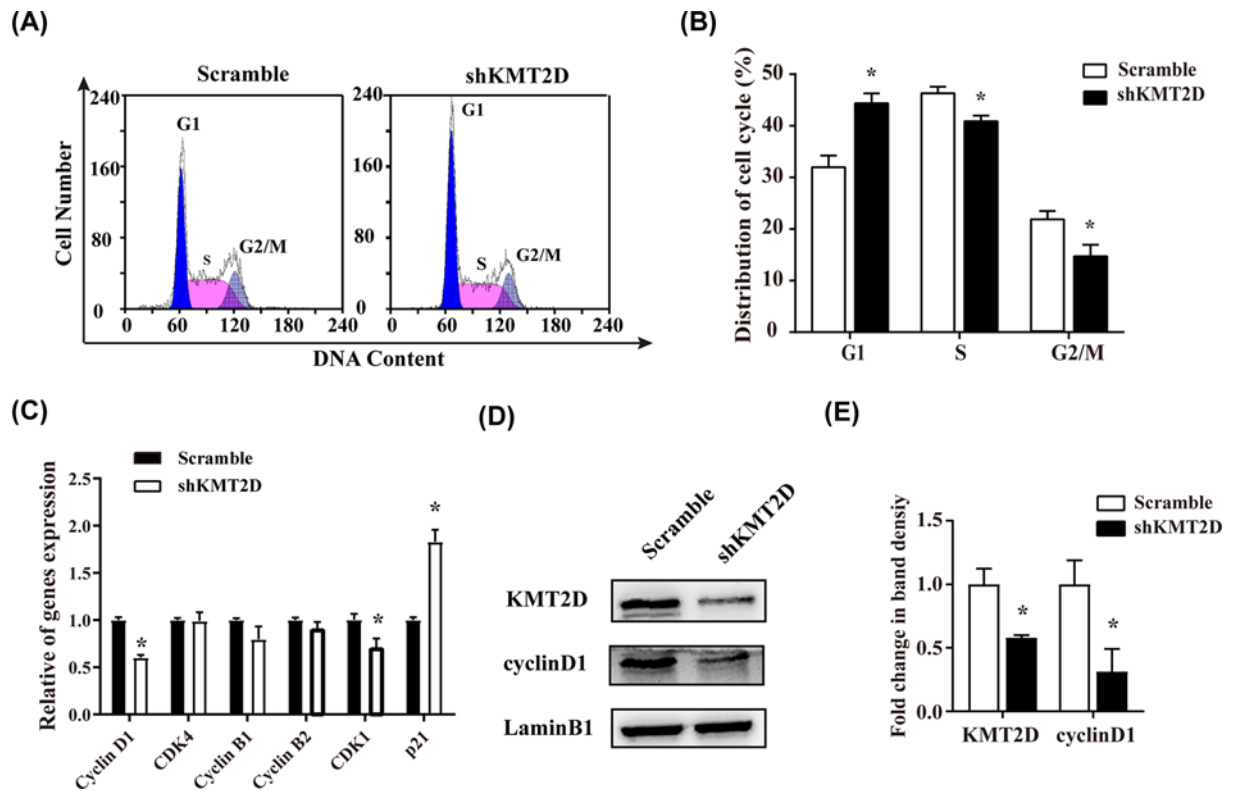 (A)
Scramble
shKMT2D
240
160
80
0
Cell Number
G1
S
G2/M
0 60 120 180 240
240
160
80
0
G1
S
G2/M
0 60 120 180 240
DNA Content
(B)
Distribution of cell cycle (%)
50
40
30
20
10
0
* * *
Scramble
shKMT2D
G1 S G2/M
(C)
Scramble
shKMT2D
Relative of genes expression
2.5
2.0
1.5
1.0
0.5
0.0
* * *
Cyclin D1 CDK4 Cyclin B1 Cyclin B2 CDK1 p21
(D)
Scramble shKMT2D
KMT2D
cyclinD1
LaminB1
(E)
Scramble
shKMT2D
Fold change in band densiy
1.5
1.0
0.5
0.0
* *
KMT2D cyclinD1